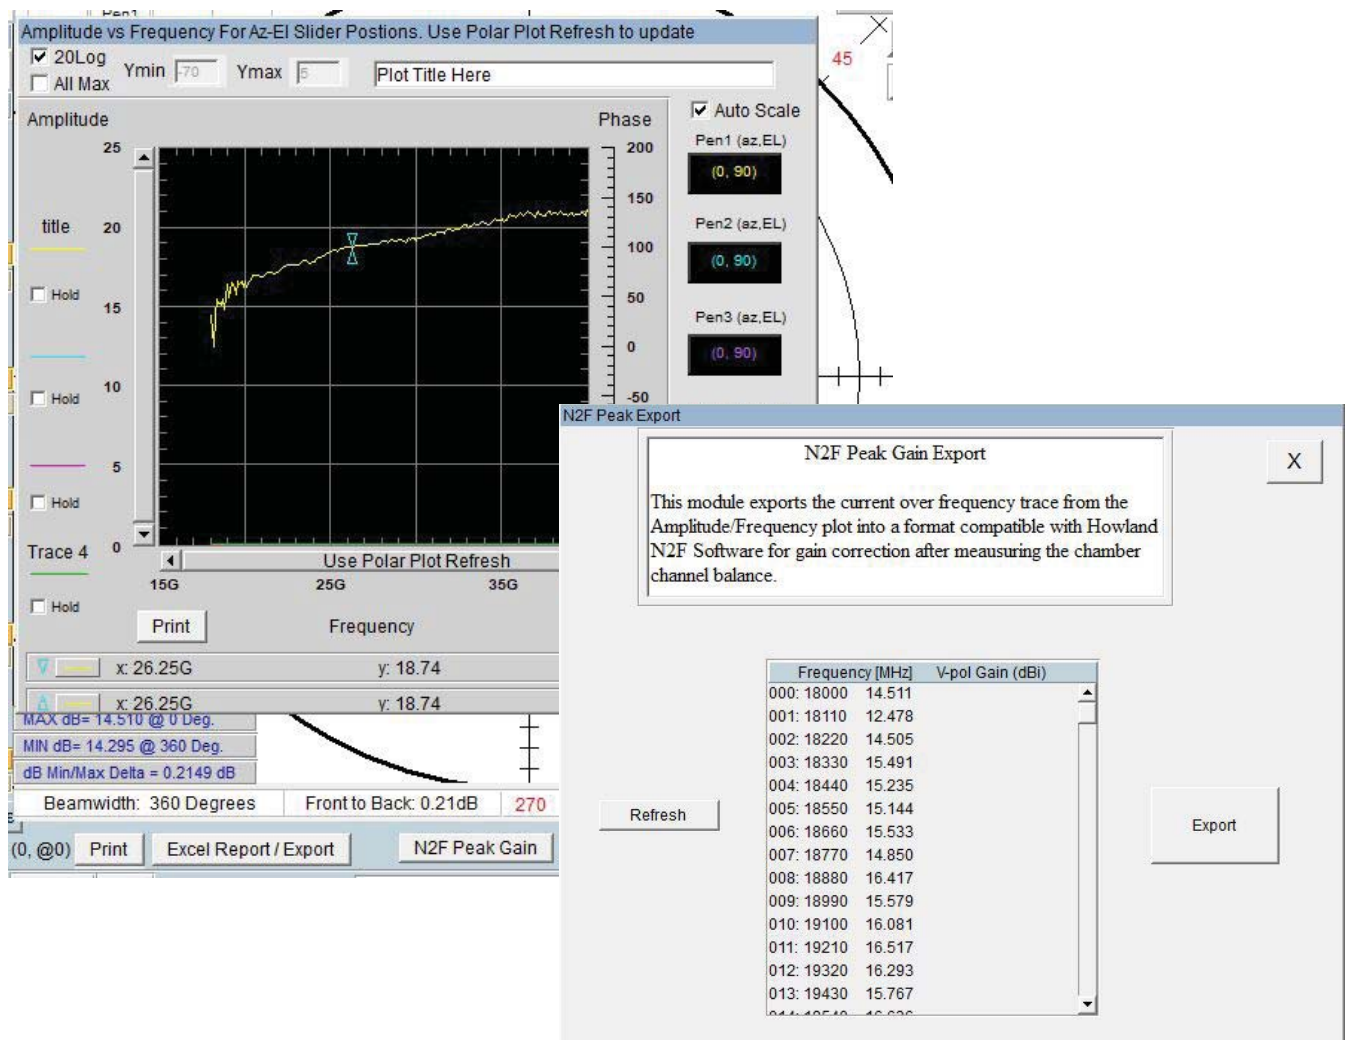 Pen1
Amplitude vs Frequency For Az-El Slider Postions. Use Polar Plot Refresh to update
20Log
All Max
Ymin -70 Ymax 5 Plot Title Here
45
Amplitude
Phase
Auto Scale
Pen1 (az,EL)
(0, 90)
Pen2 (az,EL)
(0, 90)
Pen3 (az,EL)
(0, 90)
25
20
15
10
5
0
200
150
100
50
0
-50
title
Hold
Hold
Hold
Trace 4
Hold
Use Polar Plot Refresh
15G 25G 35G
Print Frequency
x: 26.25G y: 18.74
x: 26.25G y: 18.74
MAX dB= 14.510 @ 0 Deg.
MIN dB= 14.295 @ 360 Deg.
dB Min/Max Delta = 0.2149 dB
Beamwidth: 360 Degrees Front to Back: 0.21dB 270
(0, @0) Print Excel Report / Export N2F Peak Gain
N2F Peak Export
N2F Peak Gain Export
X
This module exports the current over frequency trace from the
Amplitude/Frequency plot into a format compatible with Howland
N2F Software for gain correction after meausuring the chamber
channel balance.
Frequency [MHz] V-pol Gain (dBi)
000: 18000 14.511
001: 18110 12.478
002: 18220 14.505
003: 18330 15.491
004: 18440 15.235
005: 18550 15.144
006: 18660 15.533
007: 18770 14.850
008: 18880 16.417
009: 18990 15.579
010: 19100 16.081
011: 19210 16.517
012: 19320 16.293
013: 19430 15.767
Refresh
Export